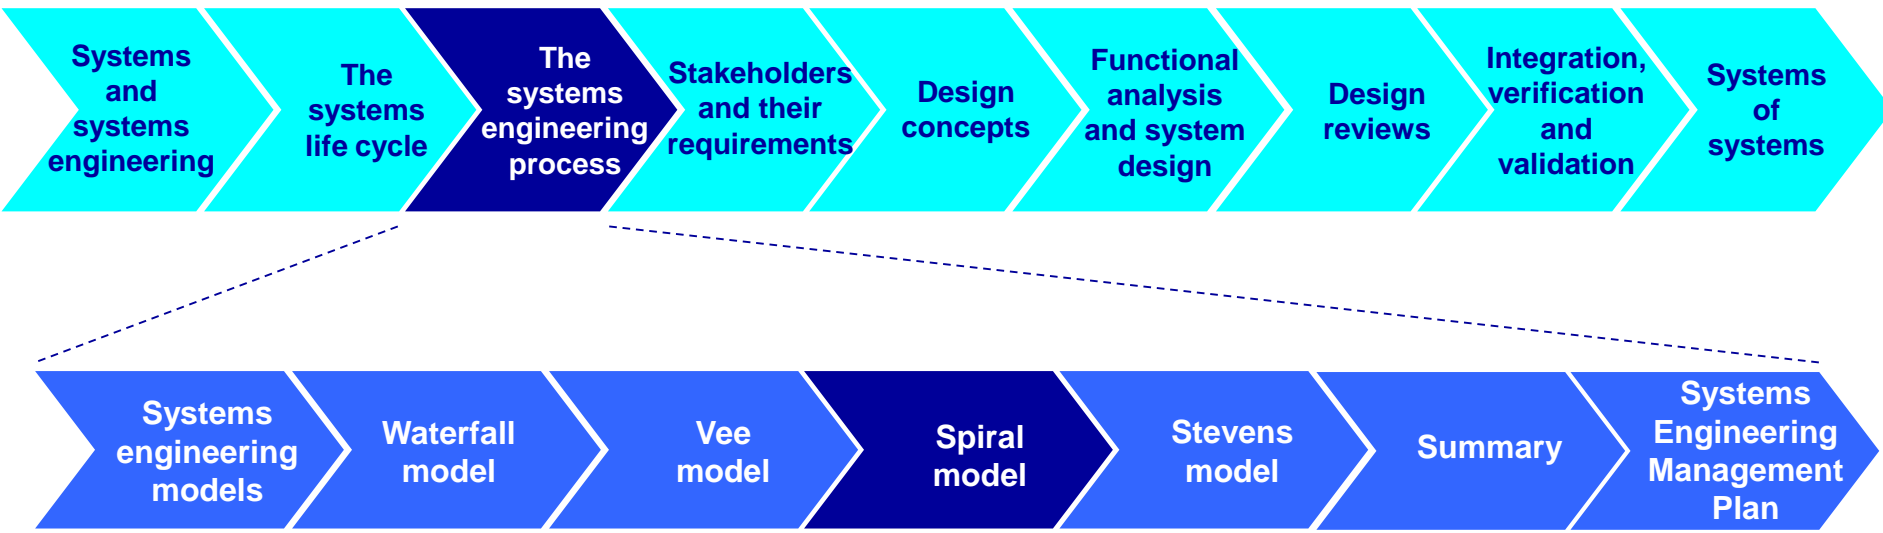 Systems
and
systems
engineering
The
systems
life cycle
The
systems
engineering
process
Stakeholders
and their
requirements
Design
concepts
Functional
analysis
and system
design
Design
reviews
Integration,
verification
and
validation
Systems
of
systems
Systems
engineering
models
Waterfall
model
Vee
model
Spiral
model
Stevens
model
Summary
Systems
Engineering
Management
Plan